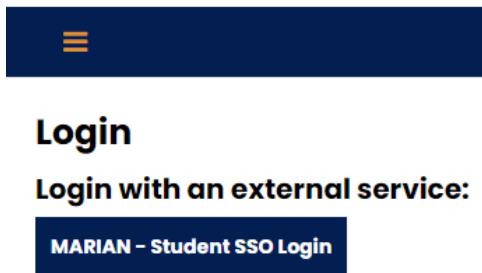 Login
Login with an external service:
MARIAN - Student SSO Login